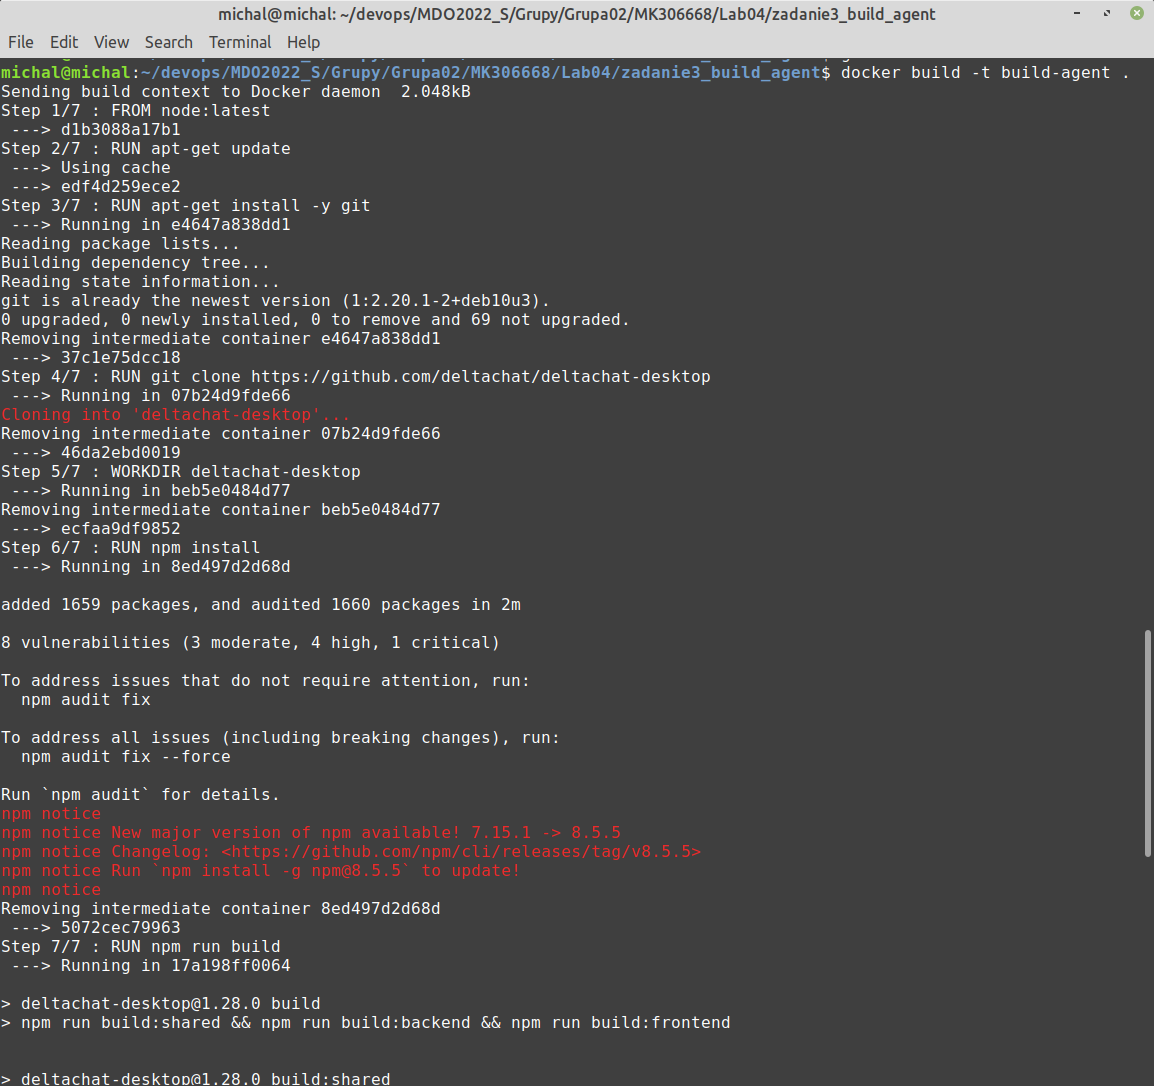 michal@michal: ~/devops/MDO2022_S/Grupy/Grupa02/MK306668/Lab04/zadanie3_build_agent
File Edit View Search Terminal Help
michal@michal:~/devops/MDO2022_S/Grupy/Grupa02/MK306668/Lab04/zadanie3_build_agent$ docker build -t build-agent .
Sending build context to Docker daemon  2.048kB
Step 1/7 : FROM node:latest
 ---> d1b3088a17b1
Step 2/7 : RUN apt-get update
 ---> Using cache
 ---> edf4d259ece2
Step 3/7 : RUN apt-get install -y git
 ---> Running in e4647a838dd1
Reading package lists...
Building dependency tree...
Reading state information...
git is already the newest version (1:2.20.1-2+deb10u3).
0 upgraded, 0 newly installed, 0 to remove and 69 not upgraded.
Removing intermediate container e4647a838dd1
 ---> 37c1e75dcc18
Step 4/7 : RUN git clone https://github.com/deltachat/deltachat-desktop
 ---> Running in 07b24d9fde66
Cloning into 'deltachat-desktop'...
Removing intermediate container 07b24d9fde66
 ---> 46da2ebd0019
Step 5/7 : WORKDIR deltachat-desktop
 ---> Running in beb5e0484d77
Removing intermediate container beb5e0484d77
 ---> ecfaa9df9852
Step 6/7 : RUN npm install
 ---> Running in 8ed497d2d68d
added 1659 packages, and audited 1660 packages in 2m
8 vulnerabilities (3 moderate, 4 high, 1 critical)
To address issues that do not require attention, run:
  npm audit fix
To address all issues (including breaking changes), run:
  npm audit fix --force
Run `npm audit` for details.
npm notice
npm notice New major version of npm available! 7.15.1 -> 8.5.5
npm notice Changelog: <https://github.com/npm/cli/releases/tag/v8.5.5>
npm notice Run `npm install -g npm@8.5.5` to update!
npm notice
Removing intermediate container 8ed497d2d68d
 ---> 5072cec79963
Step 7/7 : RUN npm run build
 ---> Running in 17a198ff0064
> deltachat-desktop@1.28.0 build
> npm run build:shared && npm run build:backend && npm run build:frontend
> deltachat-desktop@1.28.0 build:shared